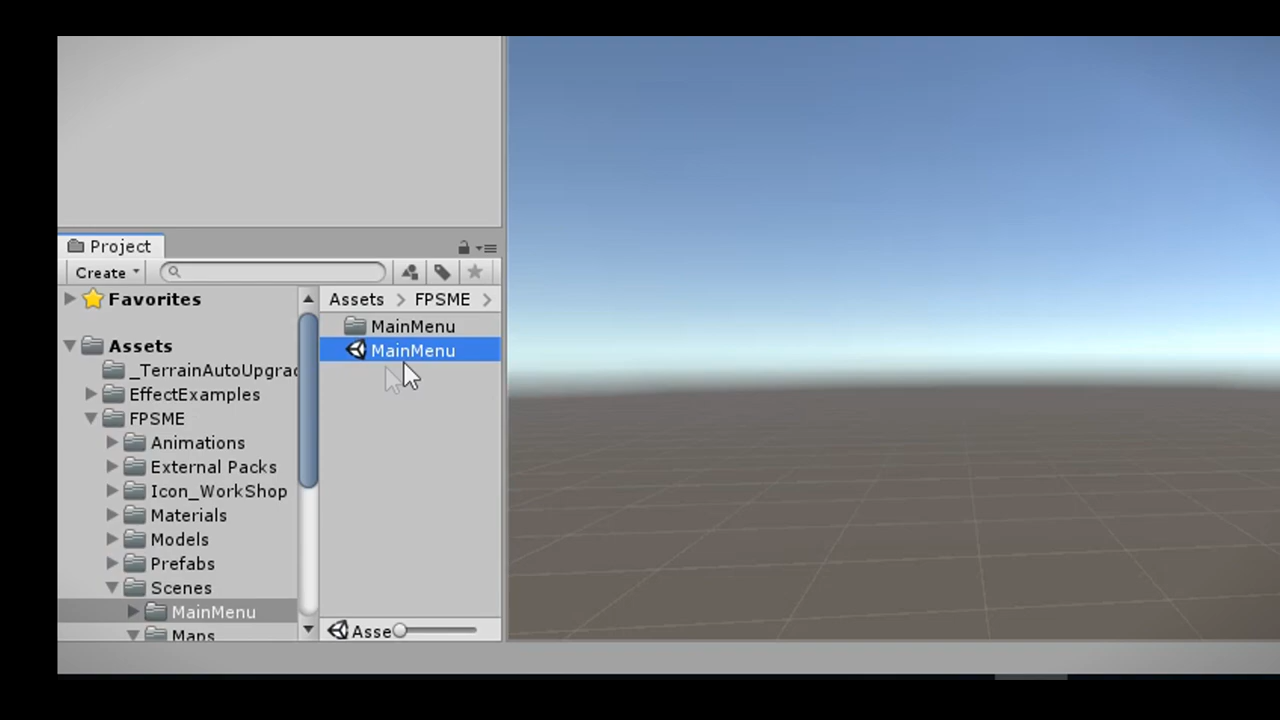 Project
Create
Favorites
Assets > FPSME >
MainMenu
MainMenu
Assets
_TerrainAutoUpgrad
EffectExamples
FPSME
Animations
External Packs
Icon_WorkShop
Materials
Models
Prefabs
Scenes
MainMenu
Maps
Asse